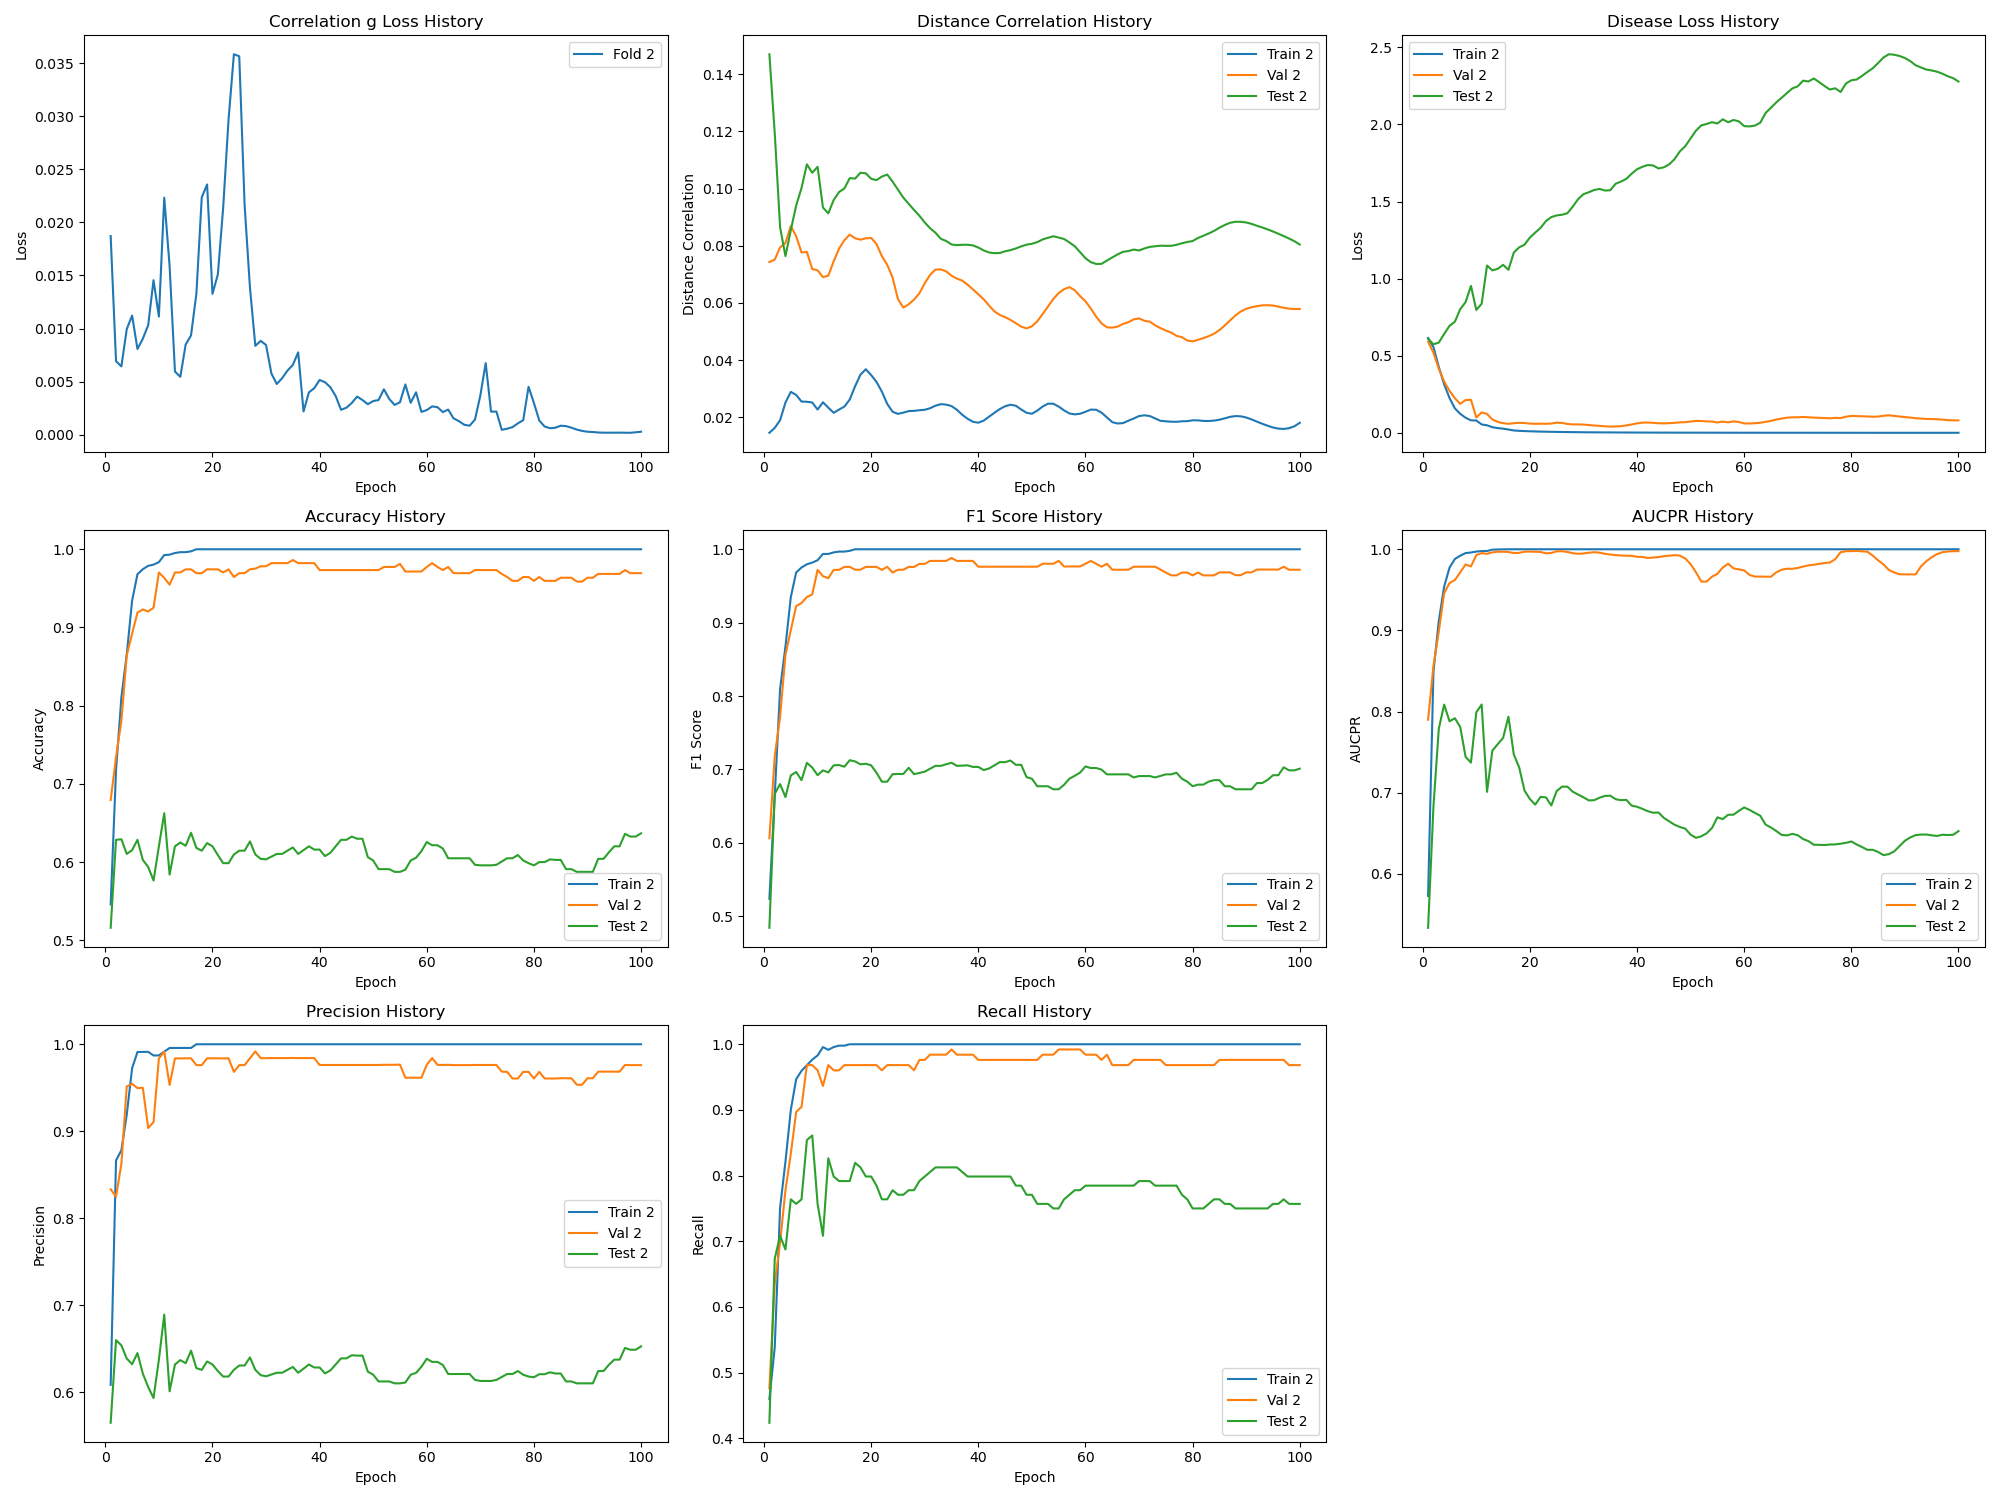 Correlation g Loss History
Loss
0.035
0.030
0.025
0.020
0.015
0.010
0.005
0.000
0 20 40 60 80 100
Epoch
Fold 2
Distance Correlation History
Distance Correlation
0.14
0.12
0.10
0.08
0.06
0.04
0.02
0 20 40 60 80 100
Epoch
Train 2
Val 2
Test 2
Disease Loss History
Loss
2.5
2.0
1.5
1.0
0.5
0.0
0 20 40 60 80 100
Epoch
Train 2
Val 2
Test 2
Accuracy History
Accuracy
1.0
0.9
0.8
0.7
0.6
0.5
0 20 40 60 80 100
Epoch
Train 2
Val 2
Test 2
F1 Score History
F1 Score
1.0
0.9
0.8
0.7
0.6
0.5
0 20 40 60 80 100
Epoch
Train 2
Val 2
Test 2
AUCPR History
AUCPR
1.0
0.9
0.8
0.7
0.6
0 20 40 60 80 100
Epoch
Train 2
Val 2
Test 2
Precision History
Precision
1.0
0.9
0.8
0.7
0.6
0 20 40 60 80 100
Epoch
Train 2
Val 2
Test 2
Recall History
Recall
1.0
0.9
0.8
0.7
0.6
0.5
0.4
0 20 40 60 80 100
Epoch
Train 2
Val 2
Test 2